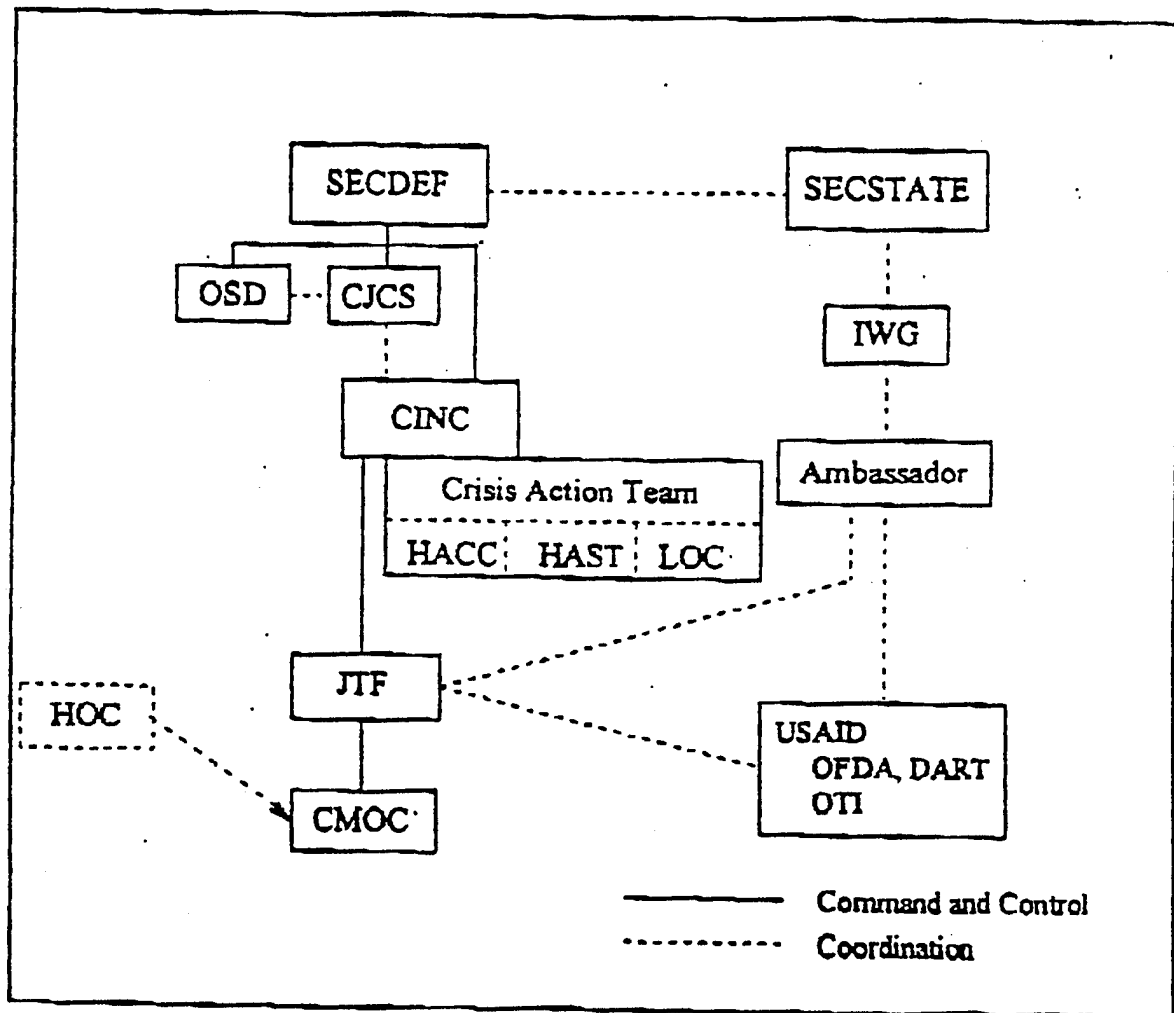 SECDEF
SECSTATE
OSD
CJCS
IWG
CINC
Ambassador
Crisis Action Team
HACC HAST LOC
JTF
HOC
USAID
OFDA, DART
OTI
CMOC
Command and Control
Coordination